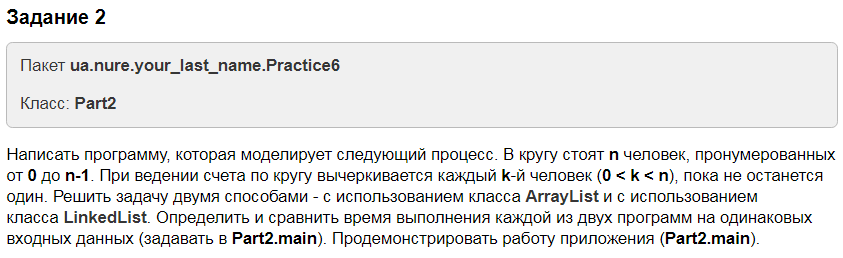 Задание 2
Пакет ua.nure.your_last_name.Practice6
Класс: Part2
Написать программу, которая моделирует следующий процесс. В кругу стоят n человек, пронумерованных
от 0 до n-1. При ведении счета по кругу вычеркивается каждый k-й человек (0 < k < n), пока не останется
один. Решить задачу двумя способами - с использованием класса ArrayList и с использованием
класса LinkedList. Определить и сравнить время выполнения каждой из двух программ на одинаковых
входных данных (задавать в Part2.main). Продемонстрировать работу приложения (Part2.main).